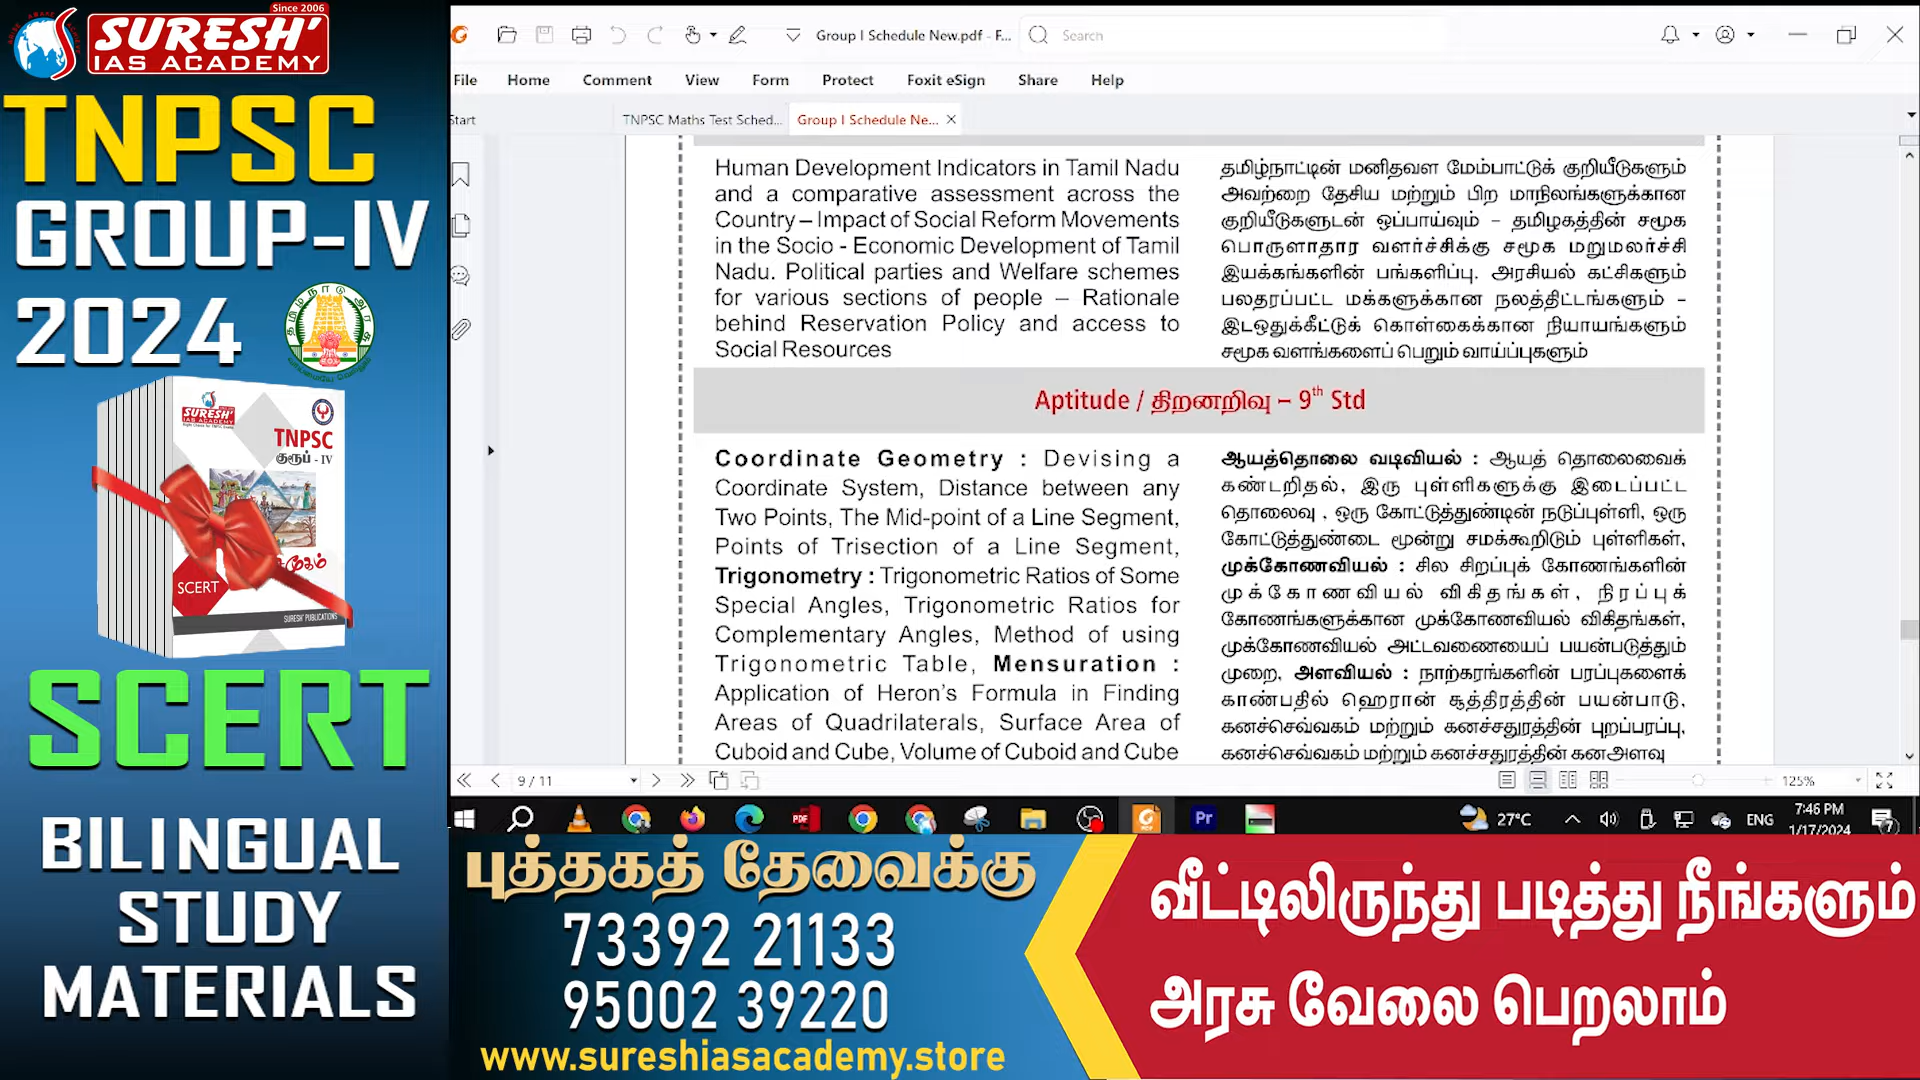 Since 2006
SURESH'
IAS ACADEMY
TNPSC
GROUP-IV
2024
SURESH'
IAS ACADEMY
TNPSC
குரூப் - IV
SCERT
SURESH' PUBLICATIONS
SCERT
BILINGUAL
STUDY
MATERIALS
Group I Schedule New.pdf - F...
Search
File
Home
Comment
View
Form
Protect
Foxit eSign
Share
Help
Start
TNPSC Maths Test Sched...
Group I Schedule Ne...
Human Development Indicators in Tamil Nadu
and a comparative assessment across the
Country – Impact of Social Reform Movements
in the Socio - Economic Development of Tamil
Nadu. Political parties and Welfare schemes
for various sections of people – Rationale
behind Reservation Policy and access to
Social Resources
தமிழ்நாட்டின் மனிதவள மேம்பாட்டுக் குறியீடுகளும்
அவற்றை தேசிய மற்றும் பிற மாநிலங்களுக்கான
குறியீடுகளுடன் ஒப்பாய்வும் – தமிழகத்தின் சமூக
பொருளாதார வளர்ச்சிக்கு சமூக மறுமலர்ச்சி
இயக்கங்களின் பங்களிப்பு. அரசியல் கட்சிகளும்
பலதரப்பட்ட மக்களுக்கான நலத்திட்டங்களும் –
இடஒதுக்கீட்டுக் கொள்கைக்கான நியாயங்களும்
சமூக வளங்களைப் பெறும் வாய்ப்புகளும்
Aptitude / திறனறிவு – 9th Std
Coordinate Geometry : Devising a
Coordinate System, Distance between any
Two Points, The Mid-point of a Line Segment,
Points of Trisection of a Line Segment,
Trigonometry : Trigonometric Ratios of Some
Special Angles, Trigonometric Ratios for
Complementary Angles, Method of using
Trigonometric Table, Mensuration :
Application of Heron's Formula in Finding
Areas of Quadrilaterals, Surface Area of
Cuboid and Cube, Volume of Cuboid and Cube
ஆயத்தொலை வடிவியல் : ஆயத் தொலைவைக்
கண்டறிதல், இரு புள்ளிகளுக்கு இடைப்பட்ட
தொலைவு , ஒரு கோட்டுத்துண்டின் நடுப்புள்ளி, ஒரு
கோட்டுத்துண்டை மூன்று சமக்கூறிடும் புள்ளிகள்,
முக்கோணவியல் : சில சிறப்புக் கோணங்களின்
முக்கோணவியல் விகிதங்கள், நிரப்புக்
கோணங்களுக்கான முக்கோணவியல் விகிதங்கள்,
முக்கோணவியல் அட்டவணையைப் பயன்படுத்தும்
முறை, அளவியல் : நாற்கரங்களின் பரப்புகளைக்
காண்பதில் ஹெரான் சூத்திரத்தின் பயன்பாடு,
கனச்செவ்வகம் மற்றும் கனச்சதுரத்தின் புறப்பரப்பு,
கனச்செவ்வகம் மற்றும் கனச்சதுரத்தின் கனஅளவு
9 / 11
125%
27°C
ENG
7:46 PM
1/17/2024
7
புத்தகத் தேவைக்கு
73392 21133
95002 39220
www.sureshiasacademy.store
வீட்டிலிருந்து படித்து நீங்களும்
அரசு வேலை பெறலாம்